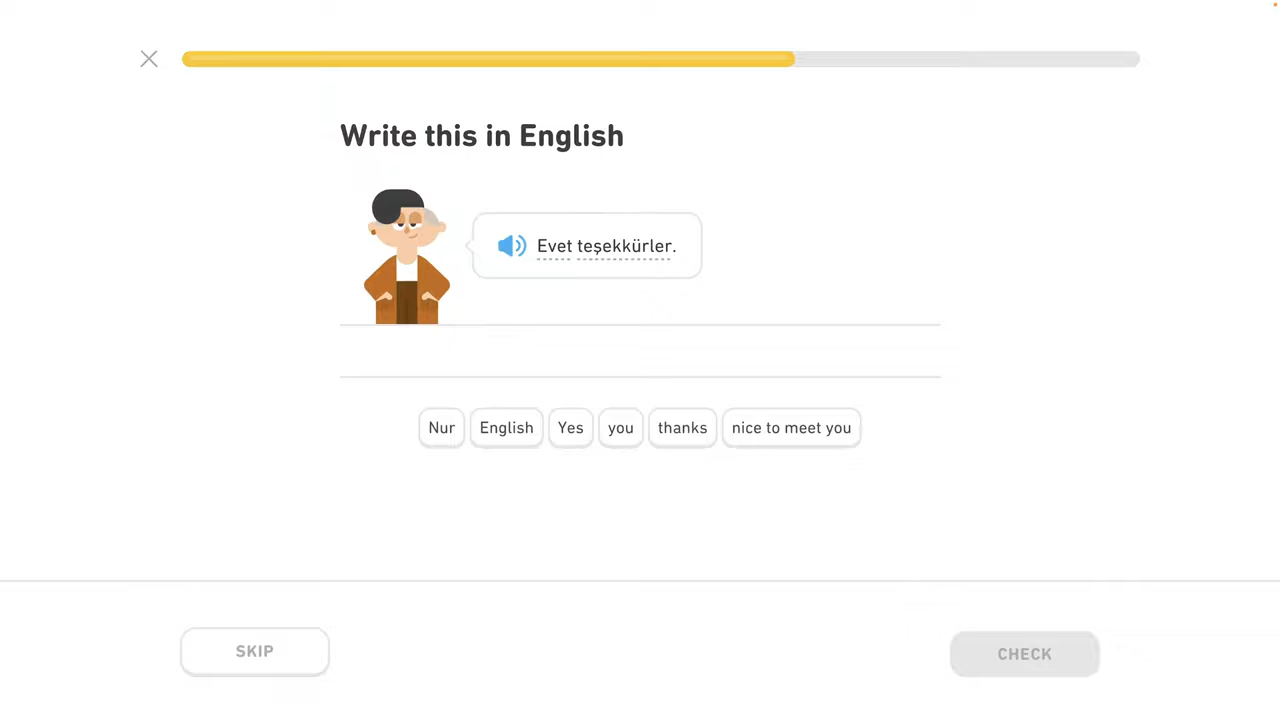 Write this in English
Evet teşekkürler.
Nur English Yes you thanks nice to meet you
SKIP CHECK